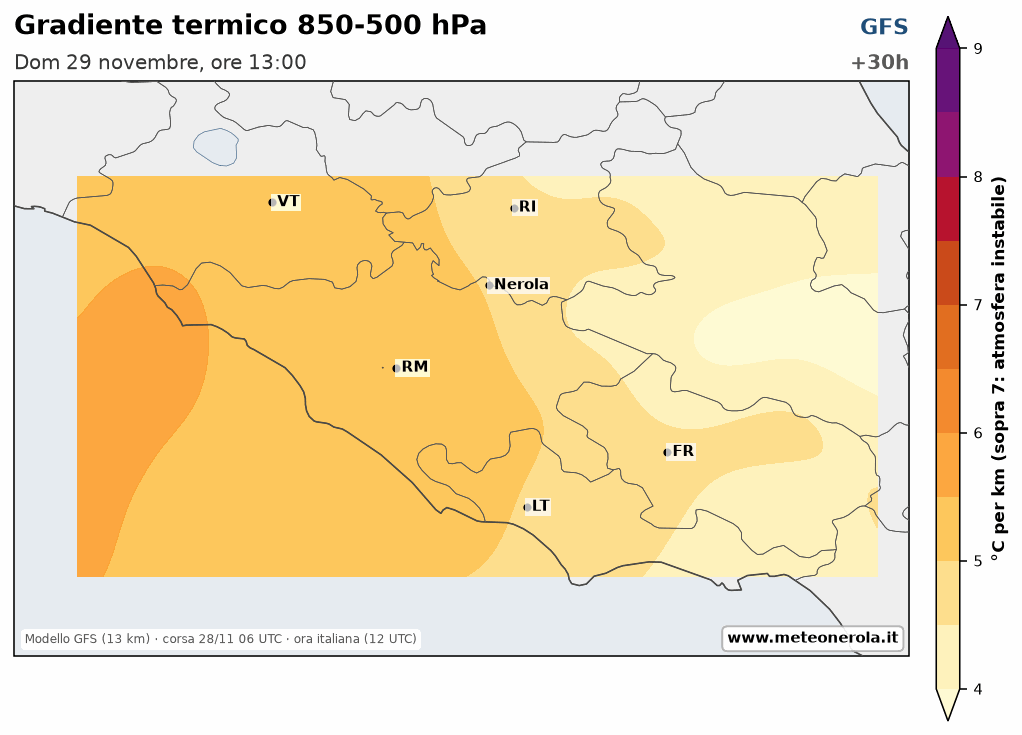 Gradiente termico 850-500 hPa
GFS
Dom 29 novembre, ore 13:00
+30h
VT
RI
Nerola
RM
FR
LT
Modello GFS (13 km) · corsa 28/11 06 UTC · ora italiana (12 UTC)
www.meteonerola.it
9
8
7
6
5
4
°C per km (sopra 7: atmosfera instabile)